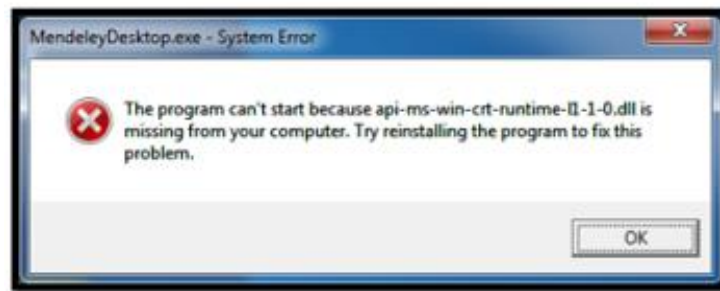 MendeleyDesktop.exe - System Error
The program can't start because api-ms-win-crt-runtime-l1-1-0.dll is
missing from your computer. Try reinstalling the program to fix this
problem.
OK